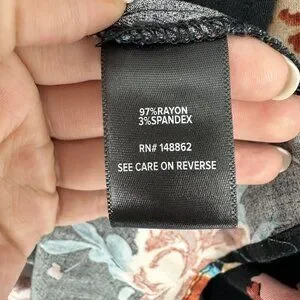 97%RAYON
3%SPANDEX
RN# 148862
SEE CARE ON REVERSE